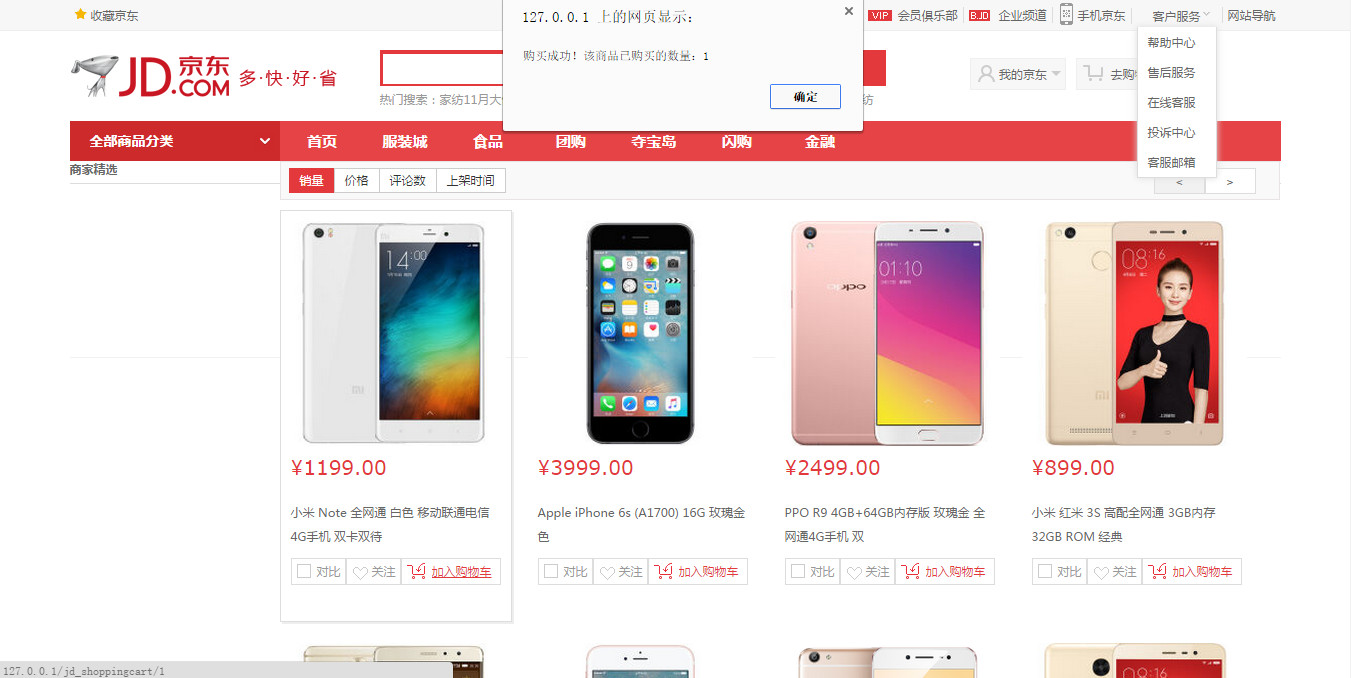 收藏京东
VIP 会员俱乐部 B.JD 企业频道 手机京东 客户服务 网站导航
127.0.0.1 上的网页显示:
购买成功！该商品已购买的数量：1
确定
帮助中心
售后服务
在线客服
投诉中心
客服邮箱
JD.COM 京东 多·快·好·省
热门搜索：家纺11月大
纺
我的京东 去购
全部商品分类 首页 服装城 食品 团购 夺宝岛 闪购 金融
商家精选
销量 价格 评论数 上架时间 < >
14:00
01:10
oppo
08:16
mi
¥1199.00 ¥3999.00 ¥2499.00 ¥899.00
小米 Note 全网通 白色 移动联通电信
4G手机 双卡双待
Apple iPhone 6s (A1700) 16G 玫瑰金
色
PPO R9 4GB+64GB内存版 玫瑰金 全
网通4G手机 双
小米 红米 3S 高配全网通 3GB内存
32GB ROM 经典
对比 关注 加入购物车 对比 关注 加入购物车 对比 关注 加入购物车 对比 关注 加入购物车
08:16
127.0.0.1/jd_shoppingcart/1